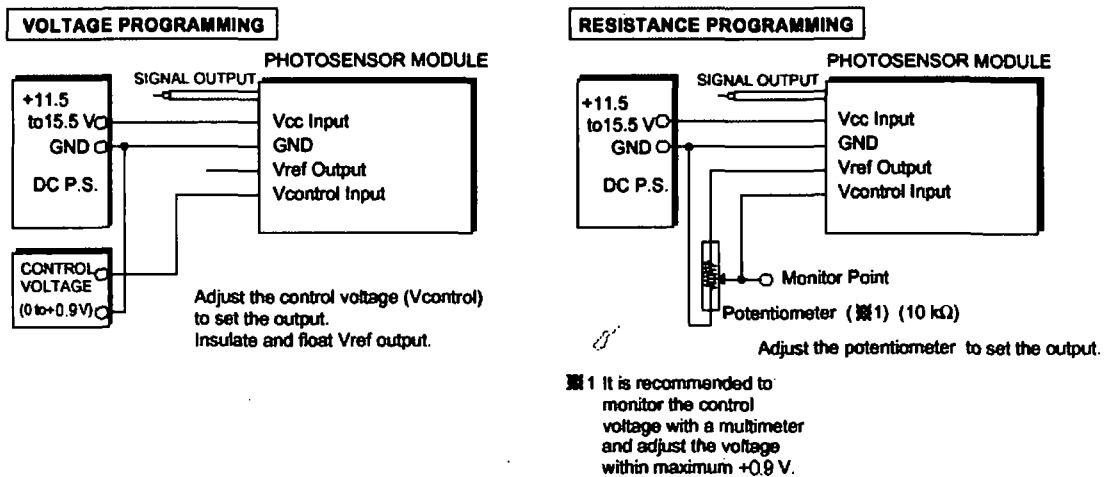 VOLTAGE PROGRAMMING
PHOTOSENSOR MODULE
SIGNAL OUTPUT
+11.5
to15.5 V
GND
DC P.S.
Vcc Input
GND
Vref Output
Vcontrol Input
CONTROL
VOLTAGE
(0 to+0.9V)
Adjust the control voltage (Vcontrol)
to set the output.
Insulate and float Vref output.
RESISTANCE PROGRAMMING
PHOTOSENSOR MODULE
SIGNAL OUTPUT
+11.5
to15.5 V
GND
DC P.S.
Vcc Input
GND
Vref Output
Vcontrol Input
Monitor Point
Potentiometer (※1) (10 kΩ)
Adjust the potentiometer to set the output.
※1 It is recommended to
monitor the control
voltage with a multimeter
and adjust the voltage
within maximum +0.9 V.